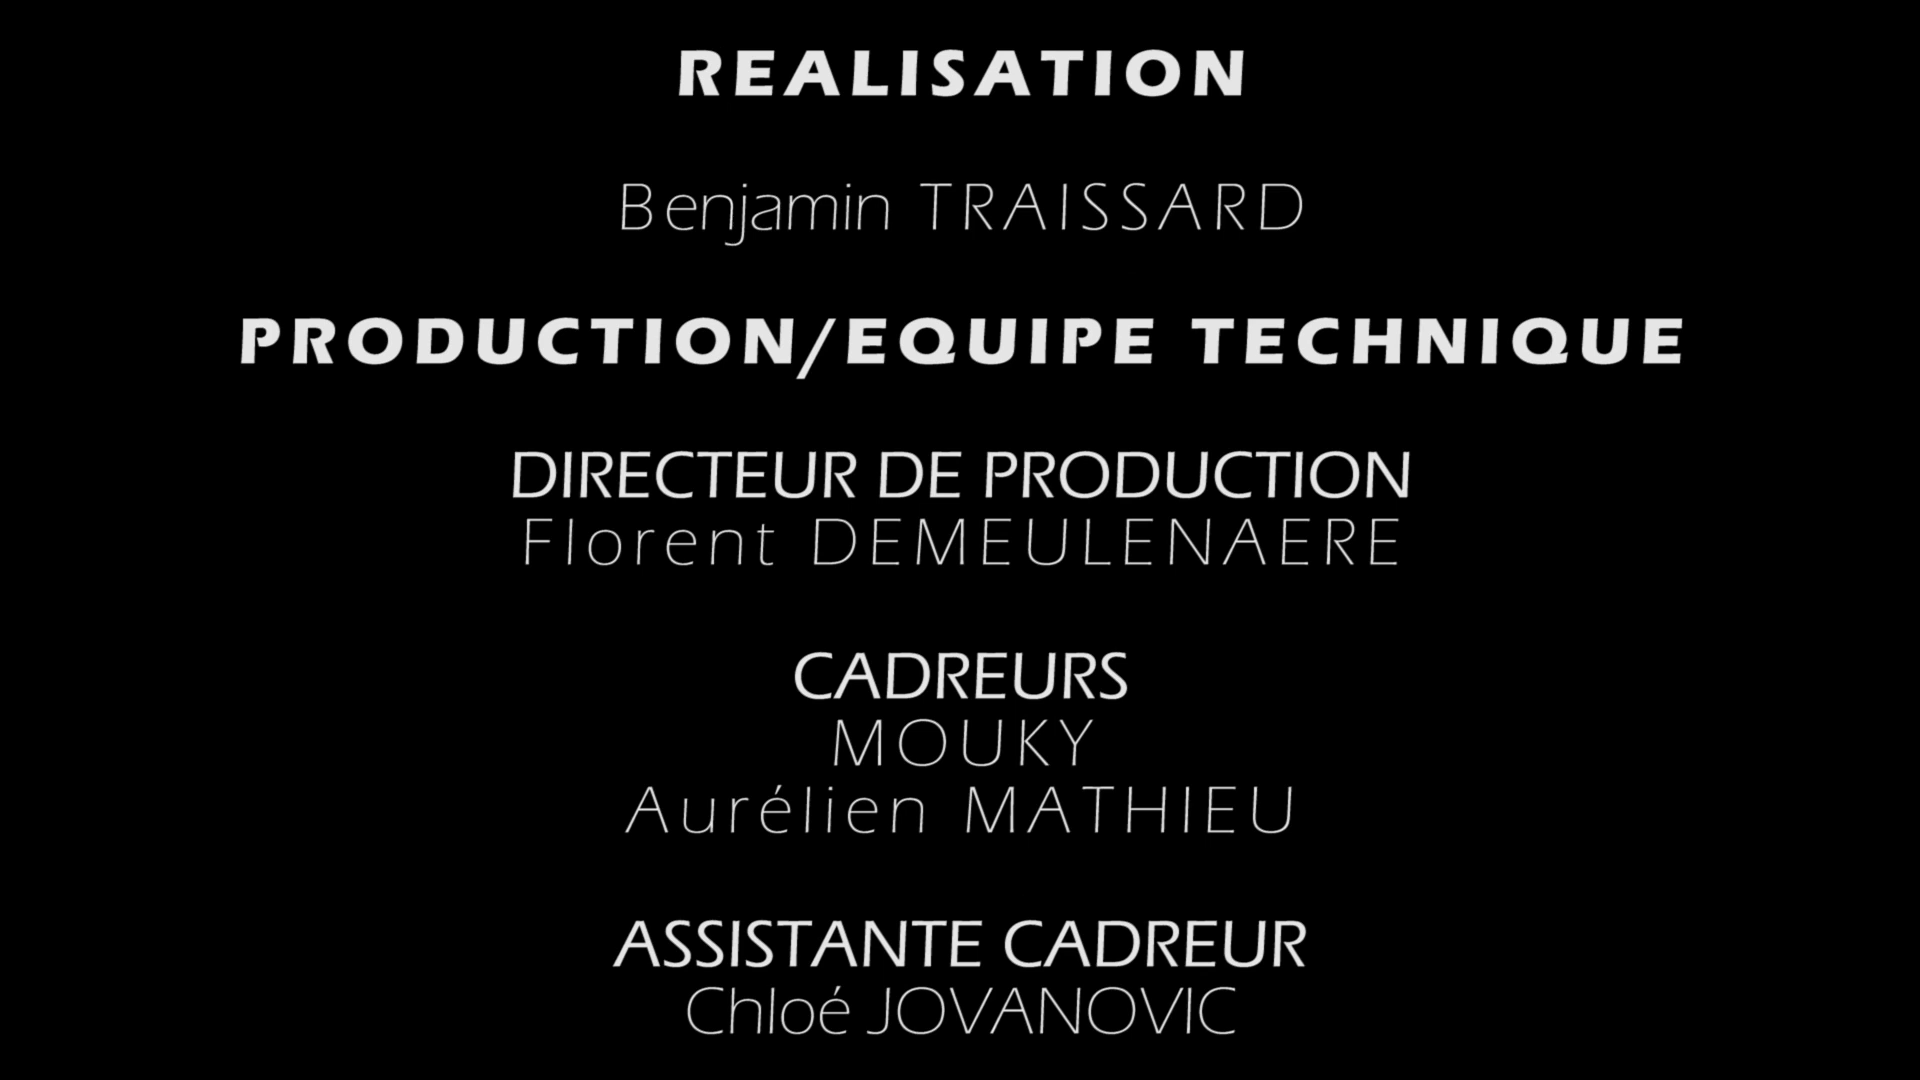 REALISATION
Benjamin TRAISSARD
PRODUCTION/EQUIPE TECHNIQUE
DIRECTEUR DE PRODUCTION
Florent DEMEULENAERE
CADREURS
MOUKY
Aurélien MATHIEU
ASSISTANTE CADREUR
Chloé JOVANOVIC